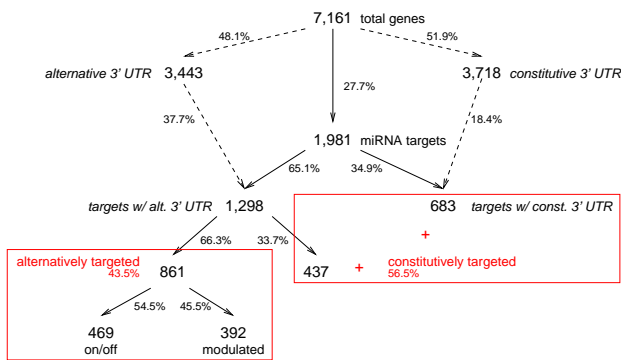 7,161 total genes
48.1% 51.9%
alternative 3' UTR 3,443 3,718 constitutive 3' UTR
27.7%
37.7% 18.4%
1,981 miRNA targets
65.1% 34.9%
targets w/ alt. 3' UTR 1,298 683 targets w/ const. 3' UTR
+
66.3% 33.7%
alternatively targeted 861 437 + constitutively targeted
43.5% 56.5%
54.5% 45.5%
469 392
on/off modulated